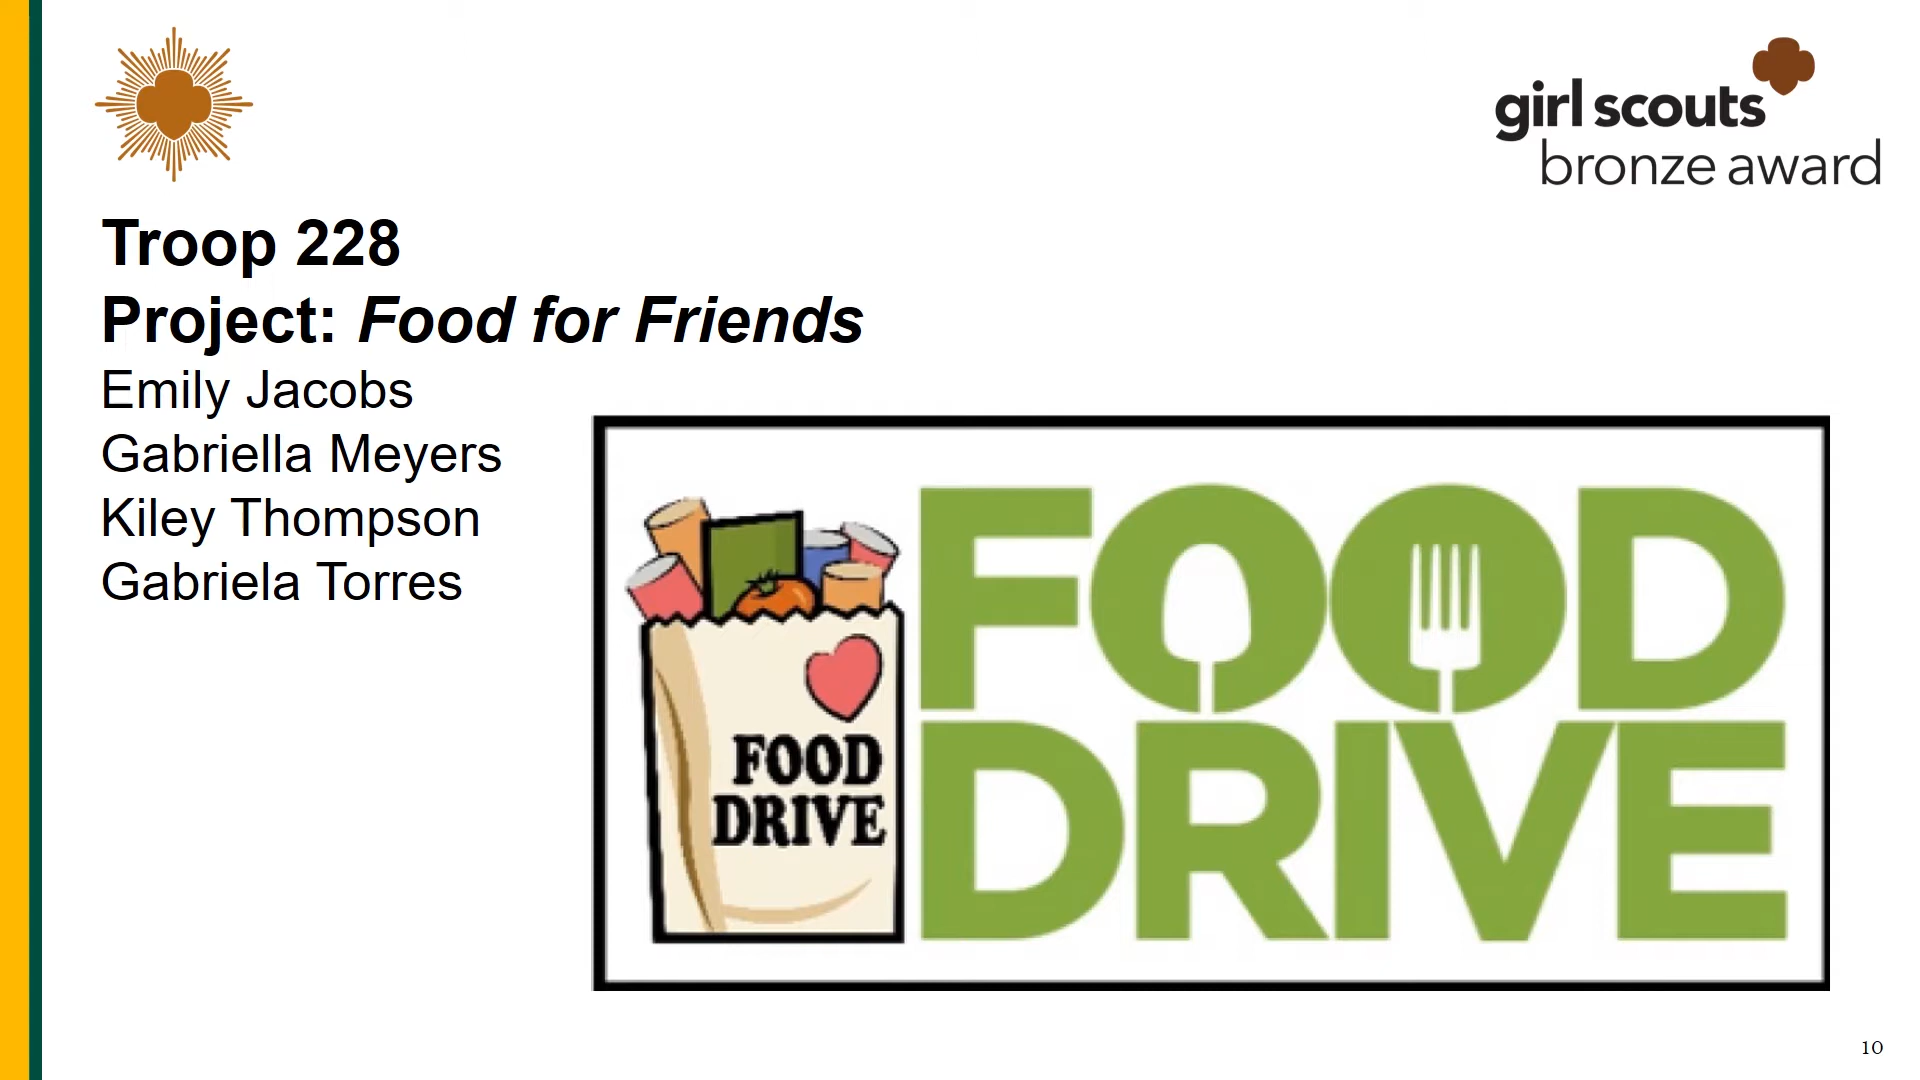 girl scouts
bronze award
Troop 228
Project: Food for Friends
Emily Jacobs
Gabriella Meyers
Kiley Thompson
Gabriela Torres
FOOD
DRIVE
FOOD
DRIVE
10